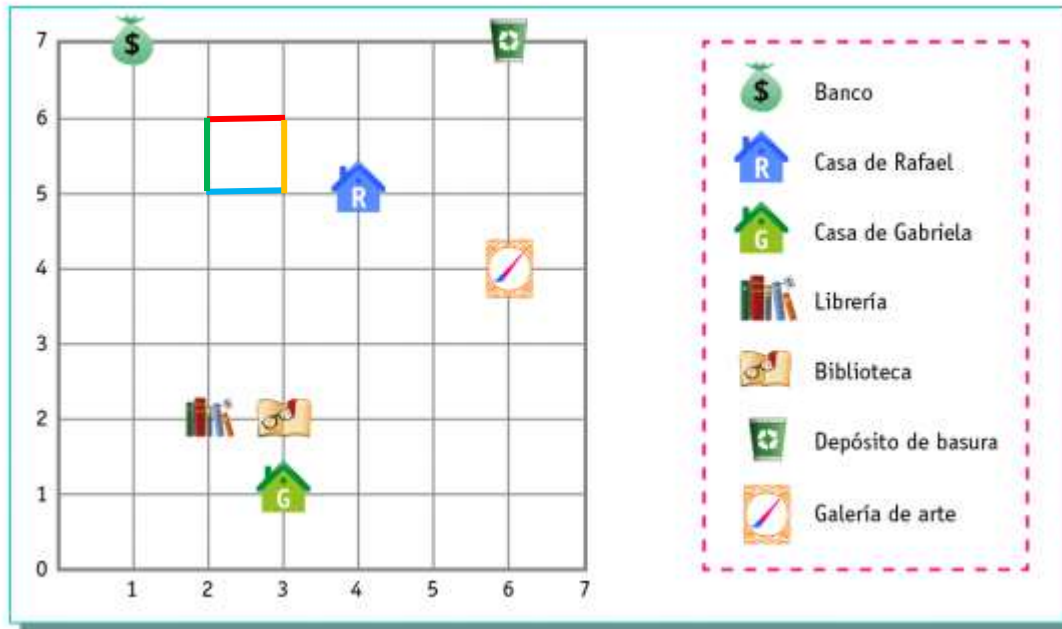 7
$
6
5
R
4
3
2
1
G
0
1 2 3 4 5 6 7
$ Banco
R Casa de Rafael
G Casa de Gabriela
Librería
Biblioteca
Depósito de basura
Galería de arte